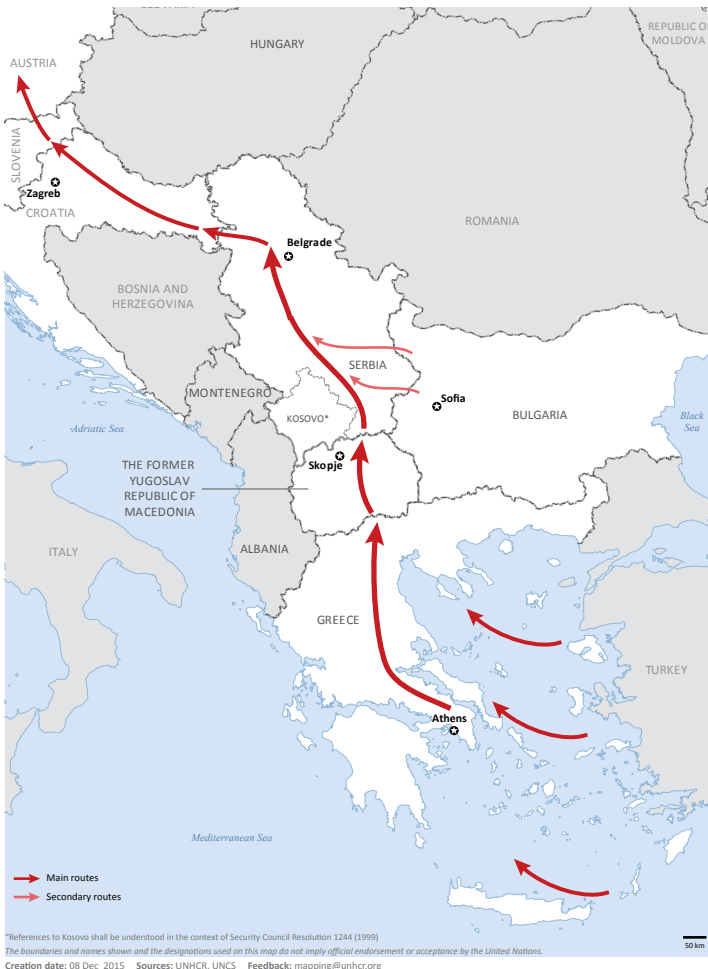 HUNGARY
REPUBLIC O
MOLDOVA
AUSTRIA
SLOVENIA
Zagreb
CROATIA
ROMANIA
Belgrade
BOSNIA AND
HERZEGOVINA
SERBIA
MONTENEGRO
KOSOVO*
Sofia
BULGARIA
Black
Sea
Adriatic Sea
Skopje
THE FORMER
YUGOSLAV
REPUBLIC OF
MACEDONIA
ITALY
ALBANIA
GREECE
TURKEY
Athens
Mediterranean Sea
Main routes
Secondary routes
*References to Kosovo shall be understood in the context of Security Council Resolution 1244 (1999)
The boundaries and names shown and the designations used on this map do not imply official endorsement or acceptance by the United Nations.
50 km
Creation date: 08 Dec 2015 Sources: UNHCR, UNCS Feedback: mapping@unhcr.org